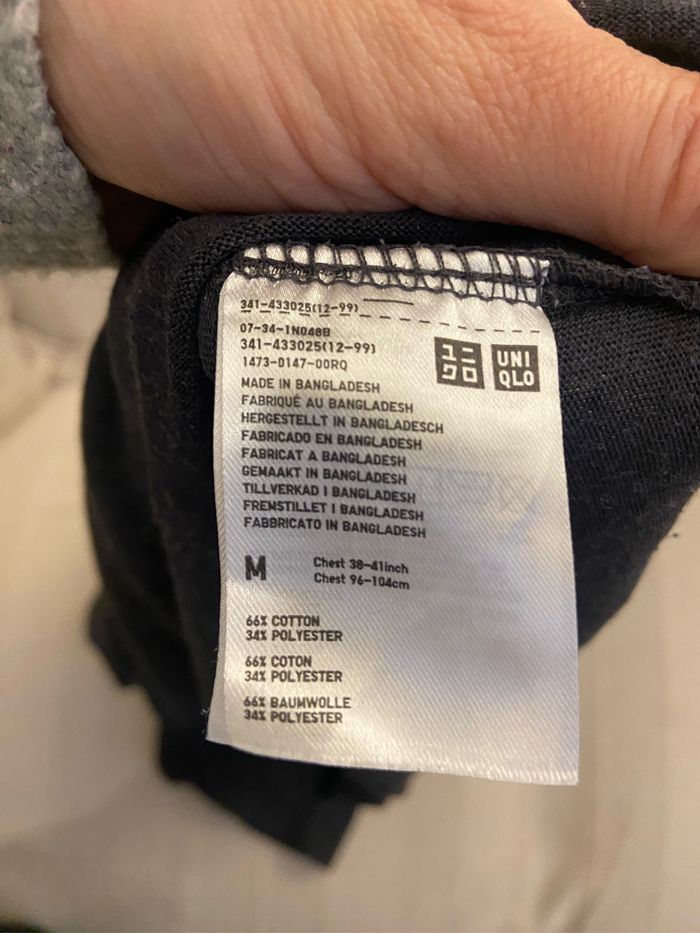 341-433025(12-99)
07-34-1N048B
341-433025(12-99)
1473-0147-00RQ
ユニ
クロ
UNI
QLO
MADE IN BANGLADESH
FABRIQUÉ AU BANGLADESH
HERGESTELLT IN BANGLADESCH
FABRICADO EN BANGLADESH
FABRICAT A BANGLADESH
GEMAAKT IN BANGLADESH
TILLVERKAD I BANGLADESH
FREMSTILLET I BANGLADESH
FABBRICATO IN BANGLADESH
M
Chest 38-41inch
Chest 96-104cm
66% COTTON
34% POLYESTER
66% COTON
34% POLYESTER
66% BAUMWOLLE
34% POLYESTER